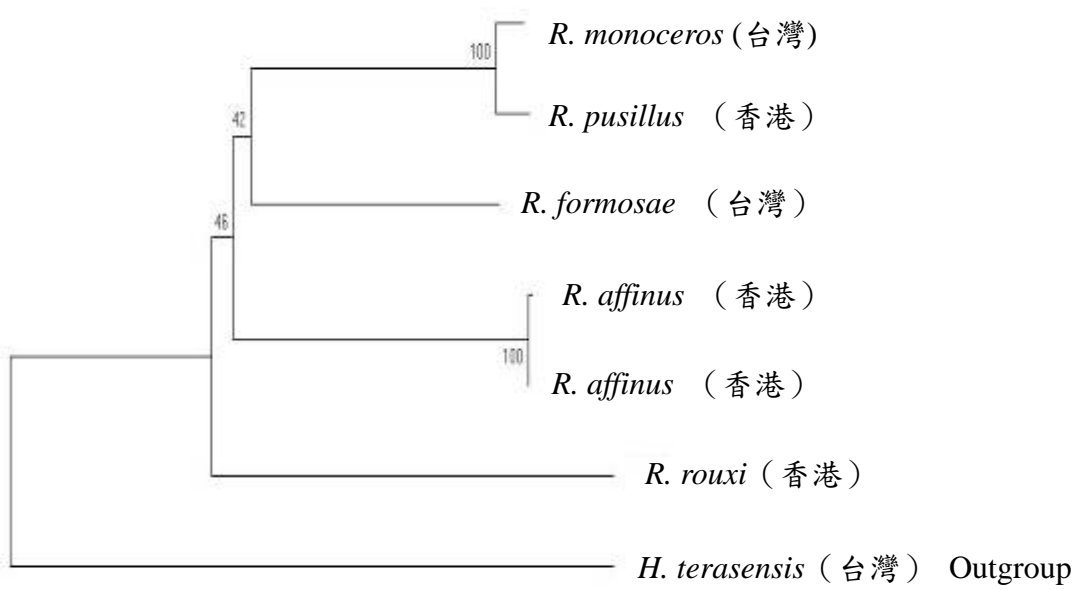 R. monoceros (台灣)
100
R. pusillus （香港）
42
R. formosae （台灣）
46
R. affinus （香港）
100
R. affinus （香港）
R. rouxi（香港）
H. terasensis（台灣） Outgroup